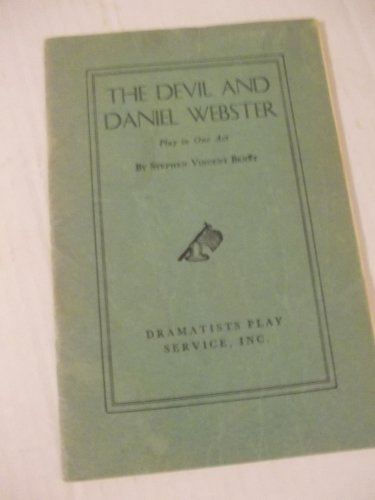 THE DEVIL AND
DANIEL WEBSTER
Play in One Act
BY STEPHEN VINCENT BENÉT
DRAMATISTS PLAY
SERVICE, INC.